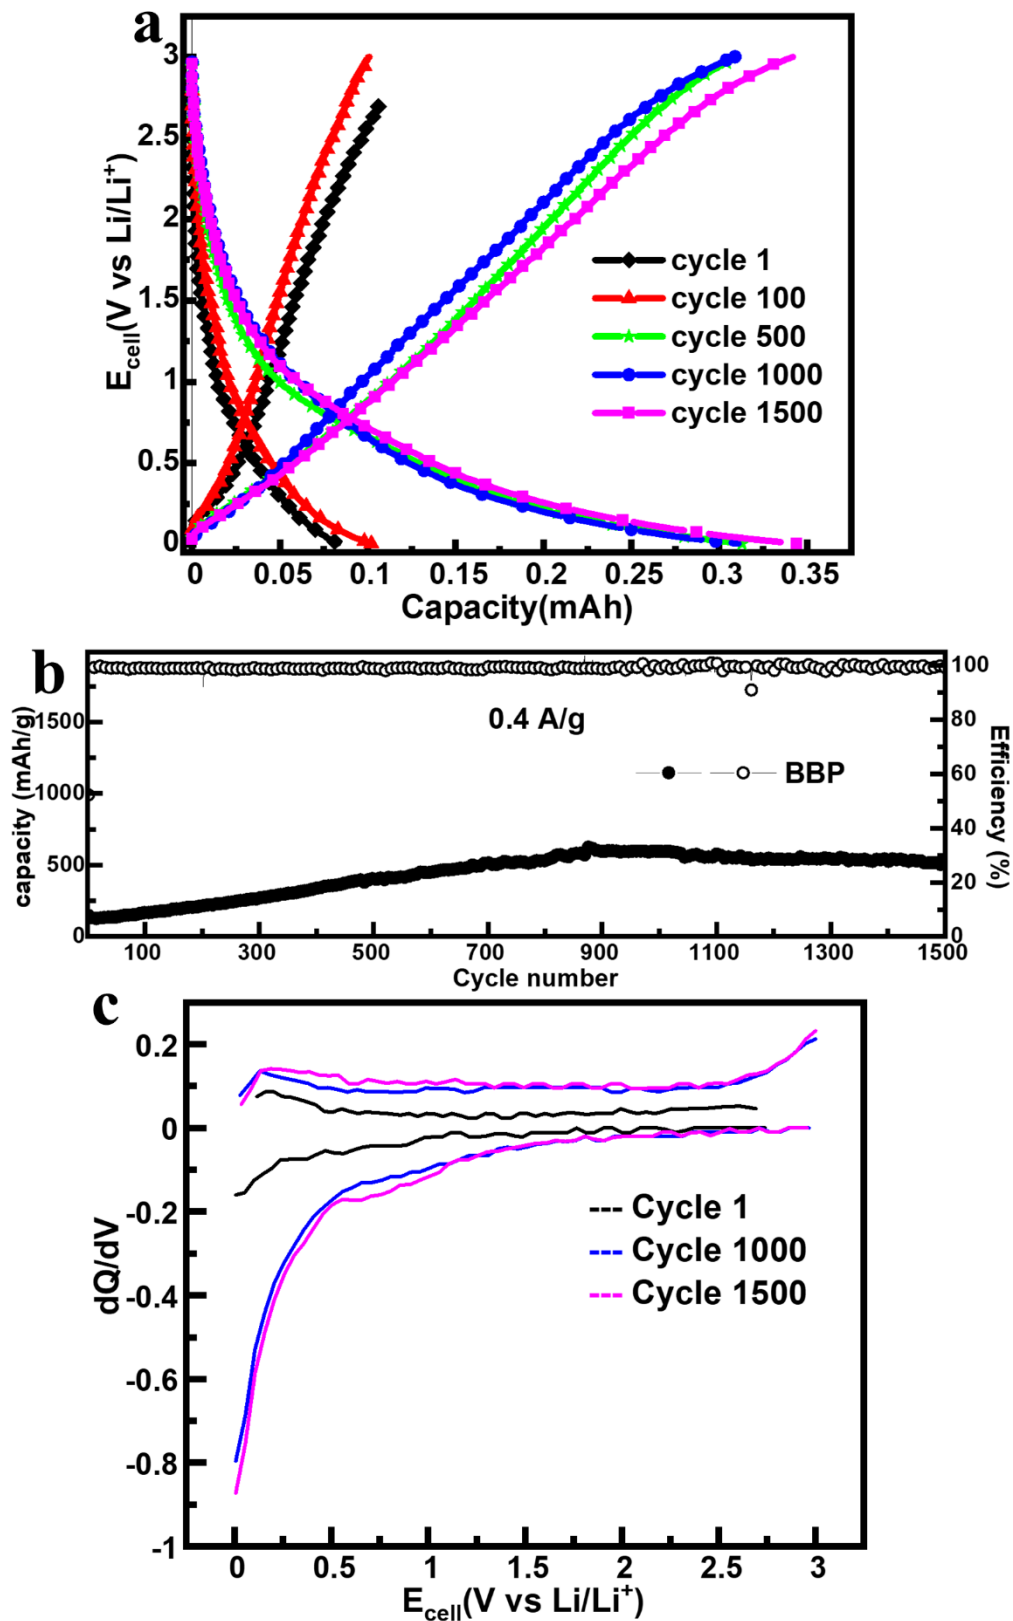 a
3
2.5
2
1.5
1
0.5
0
E_cell(V vs Li/Li⁺)
cycle 1
cycle 100
cycle 500
cycle 1000
cycle 1500
0 0.05 0.1 0.15 0.2 0.25 0.3 0.35
Capacity(mAh)
b
capacity (mAh/g)
1500
1000
500
0
0.4 A/g
BBP
100
80
60
40
20
0
Efficiency (%)
100 300 500 700 900 1100 1300 1500
Cycle number
c
0.2
0
-0.2
-0.4
-0.6
-0.8
-1
dQ/dV
Cycle 1
Cycle 1000
Cycle 1500
0 0.5 1 1.5 2 2.5 3
E_cell(V vs Li/Li⁺)